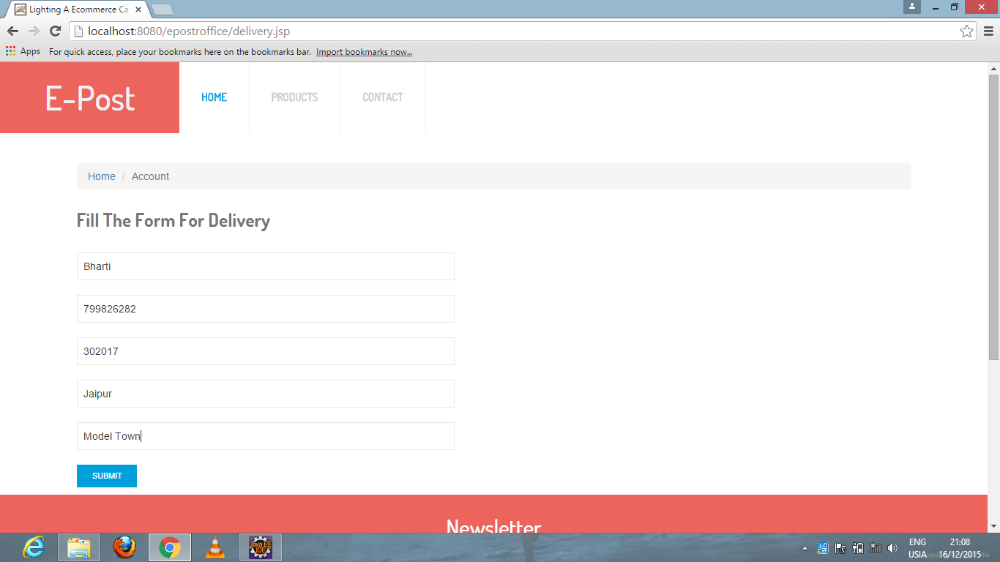 Lighting A Ecommerce Ca
localhost:8080/epostroffice/delivery.jsp
Apps For quick access, place your bookmarks here on the bookmarks bar. Import bookmarks now...
E-Post
HOME PRODUCTS CONTACT
Home / Account
Fill The Form For Delivery
Bharti
799826282
302017
Jaipur
Model Town
SUBMIT
Newsletter
Java EE
IDE
ENG 21:08
USIA 16/12/2015